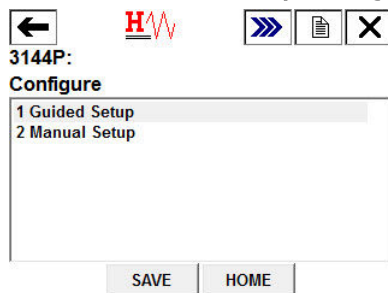 H
3144P:
Configure
1 Guided Setup
2 Manual Setup
SAVE HOME